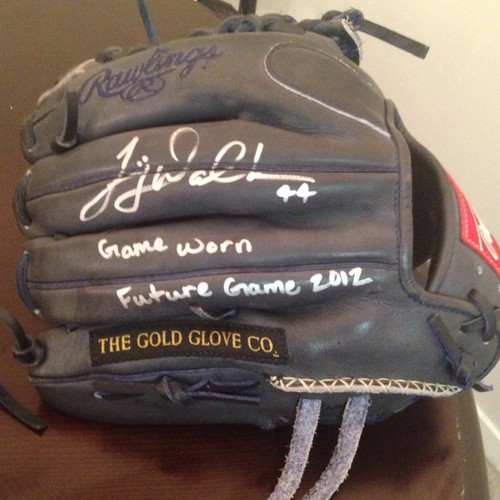 Rawlings
44
Game worn
Future Game 2012
THE GOLD GLOVE CO.